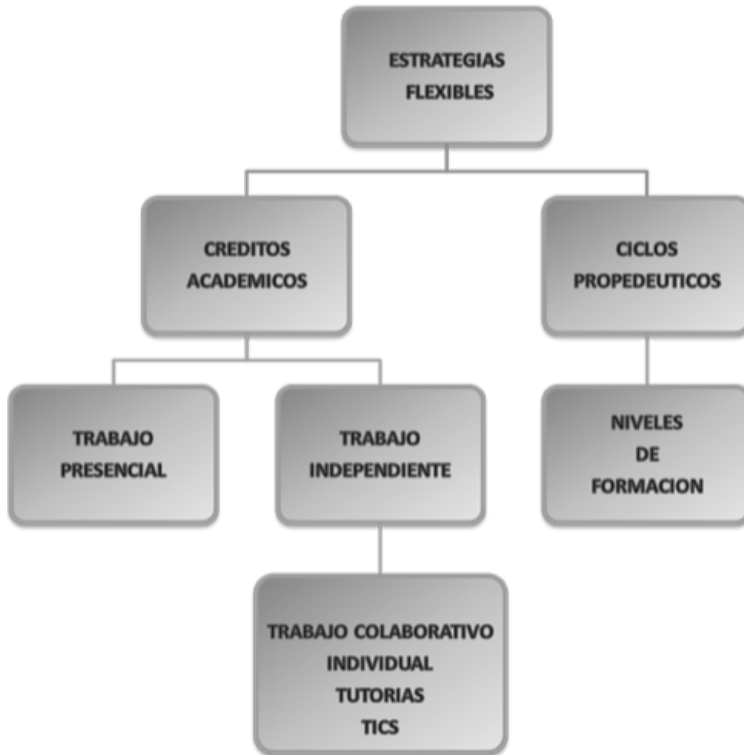 ESTRATEGIAS
FLEXIBLES
CREDITOS
ACADEMICOS
CICLOS
PROPEDEUTICOS
TRABAJO
PRESENCIAL
TRABAJO
INDEPENDIENTE
NIVELES
DE
FORMACION
TRABAJO COLABORATIVO
INDIVIDUAL
TUTORIAS
TICS